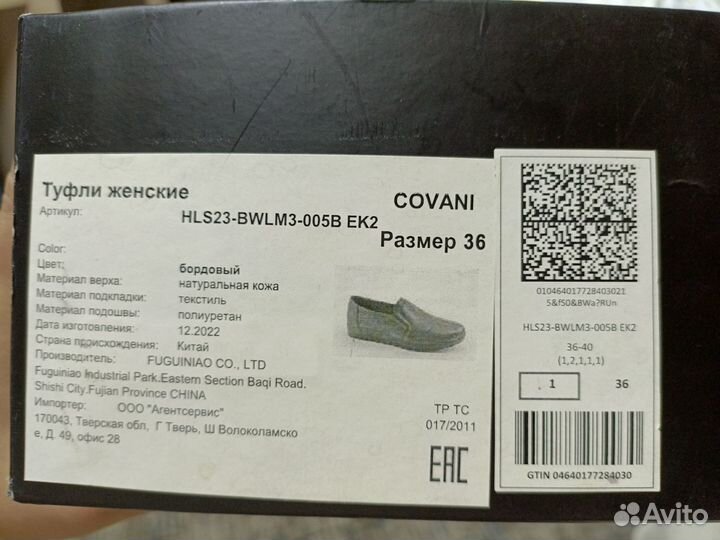 Туфли женские
COVANI
Артикул:
HLS23-BWLM3-005B EK2
Размер 36
Color:
Цвет: бордовый
Материал верха: натуральная кожа
Материал подкладки: текстиль
Материал подошвы: полиуретан
Дата изготовления: 12.2022
Страна происхождения: Китай
Производитель: FUGUINIAO CO., LTD
Fuguiniao Industrial Park.Eastern Section Baqi Road.
Shishi City.Fujian Province CHINA
Импортер: ООО "Агентсервис"
170043, Тверская обл, Г Тверь, Ш Волоколамско
е, Д. 49, офис 28
ТР ТС
017/2011
EAC
010464017728403021
5&fS0&8Wa?RUn
HLS23-BWLM3-005B EK2
36-40
(1,2,1,1,1)
1 36
GTIN 04640177284030
Avito